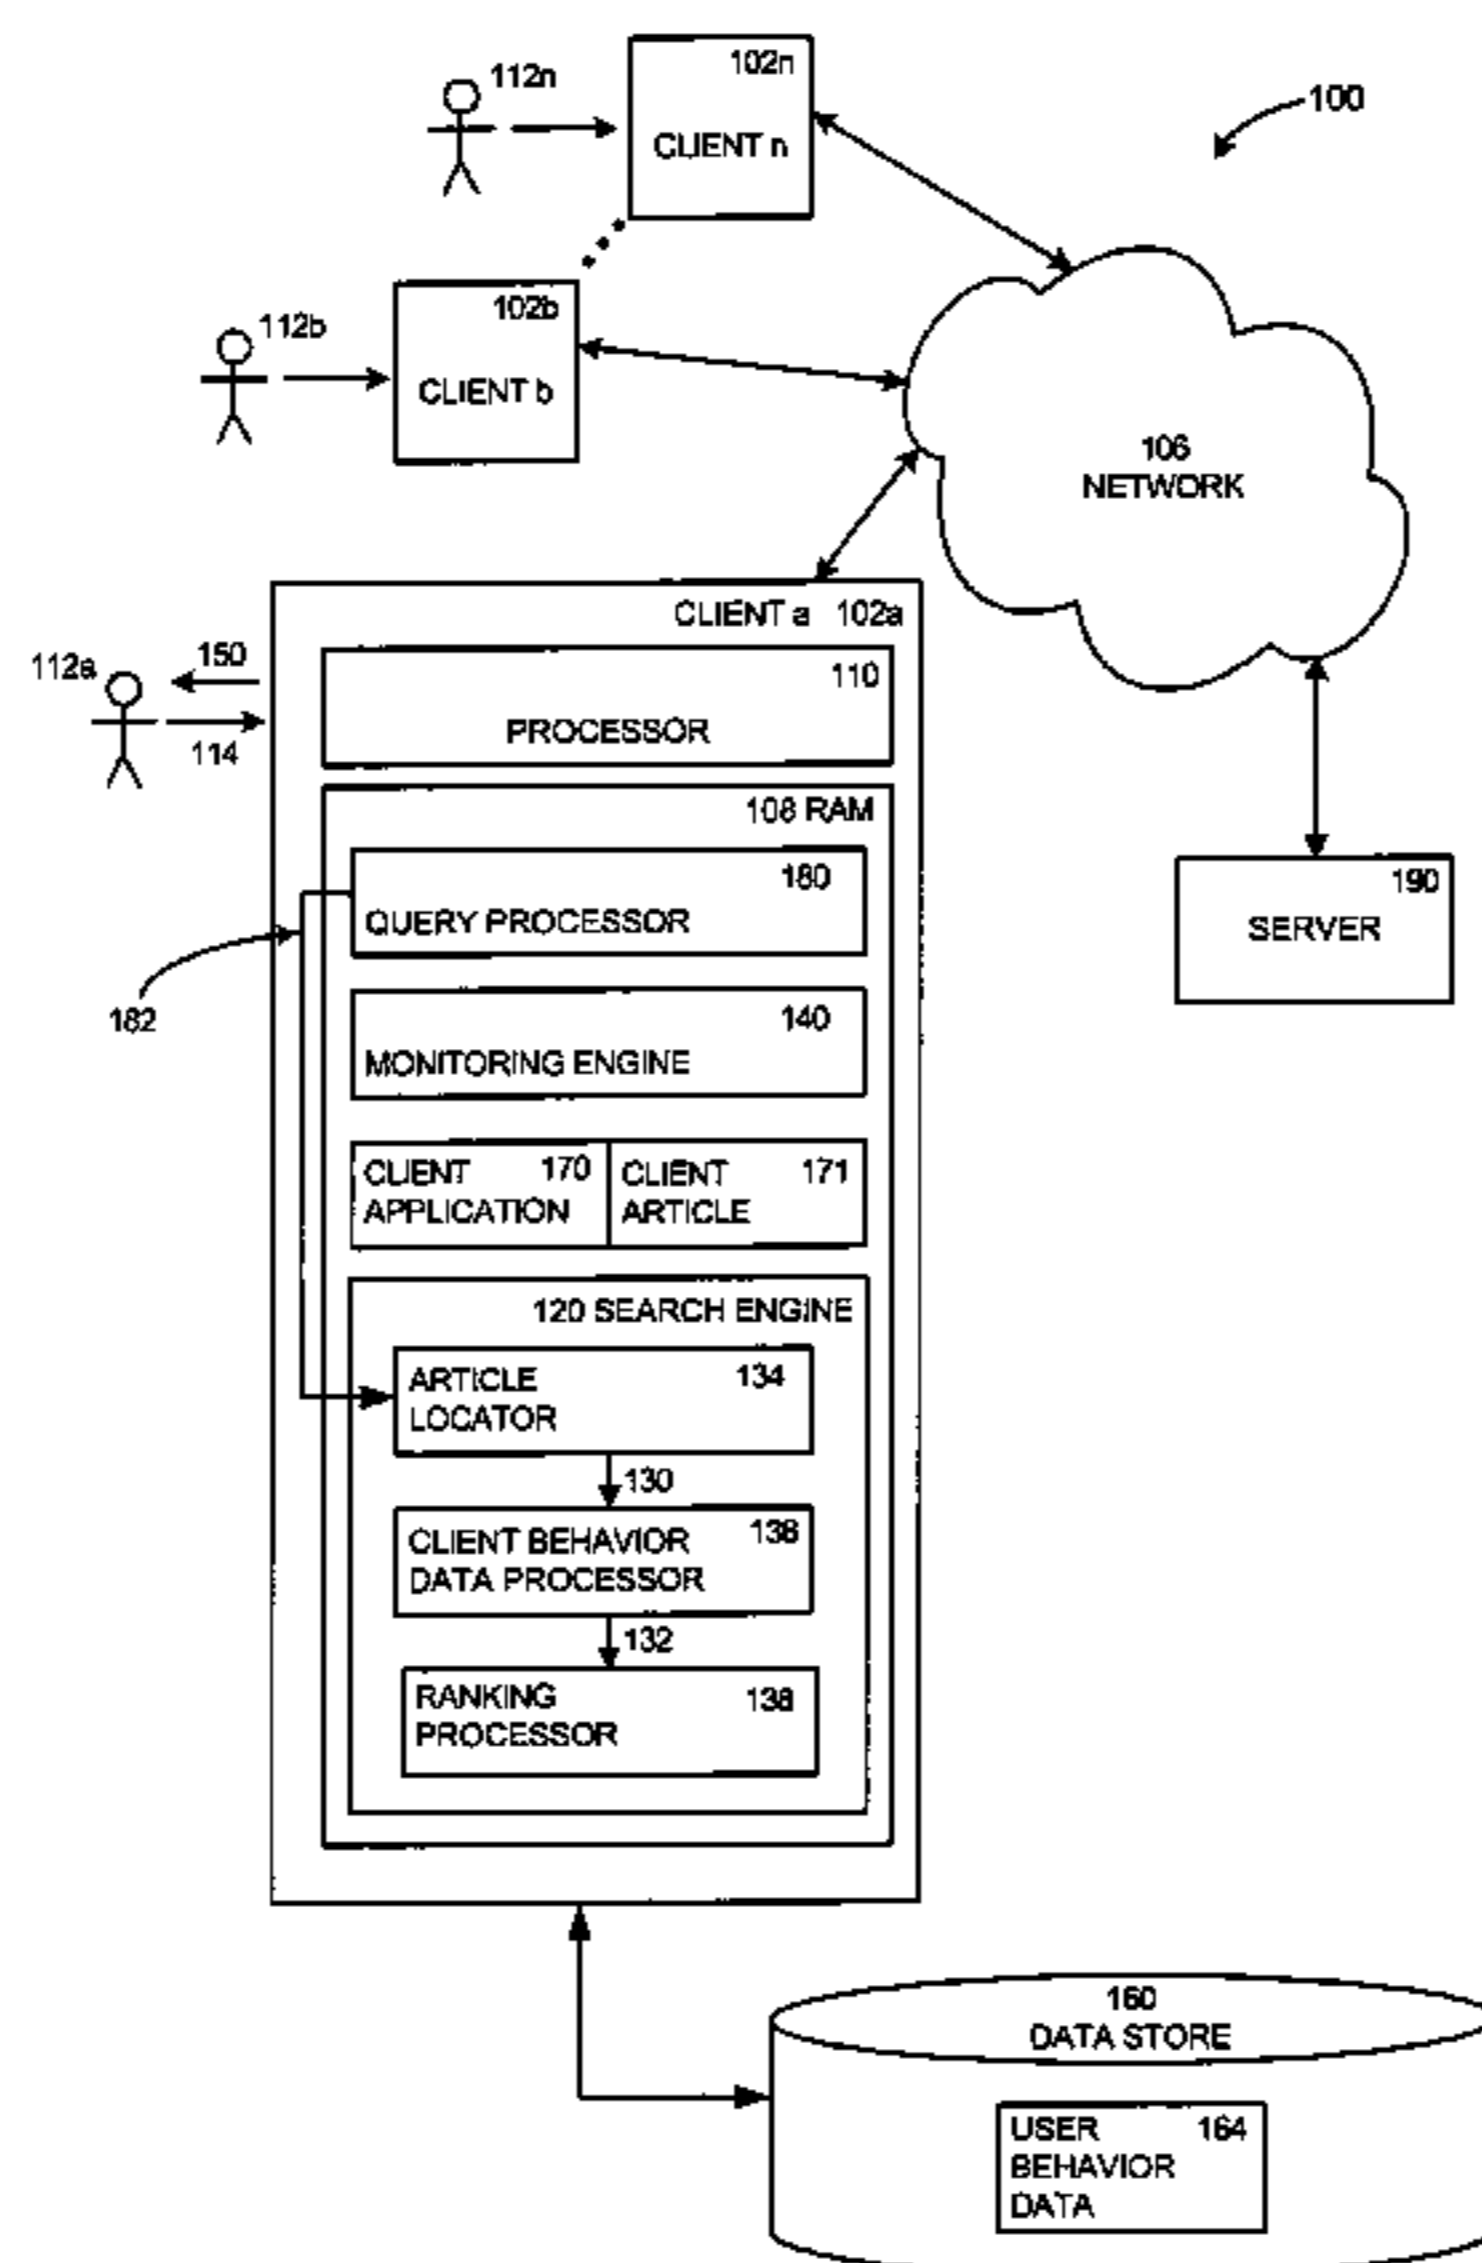 112n
102n
CLIENT n
100
112b
102b
CLIENT b
106
NETWORK
CLIENT a 102a
112a
150
114
110
PROCESSOR
108 RAM
180
QUERY PROCESSOR
182
140
MONITORING ENGINE
190
SERVER
CLIENT 170
APPLICATION
CLIENT 171
ARTICLE
120 SEARCH ENGINE
ARTICLE 134
LOCATOR
130
CLIENT BEHAVIOR 136
DATA PROCESSOR
132
RANKING 138
PROCESSOR
160
DATA STORE
USER 164
BEHAVIOR
DATA